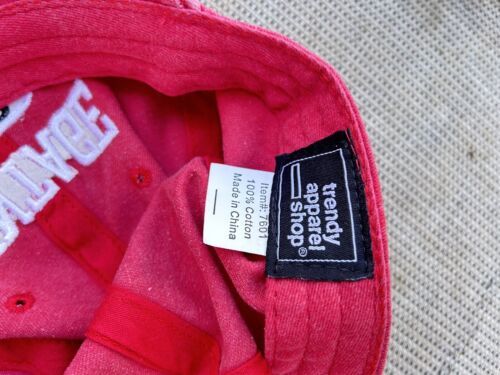 Item#: 7601
100% Cotton
Made in China
trendy
apparel
shop®